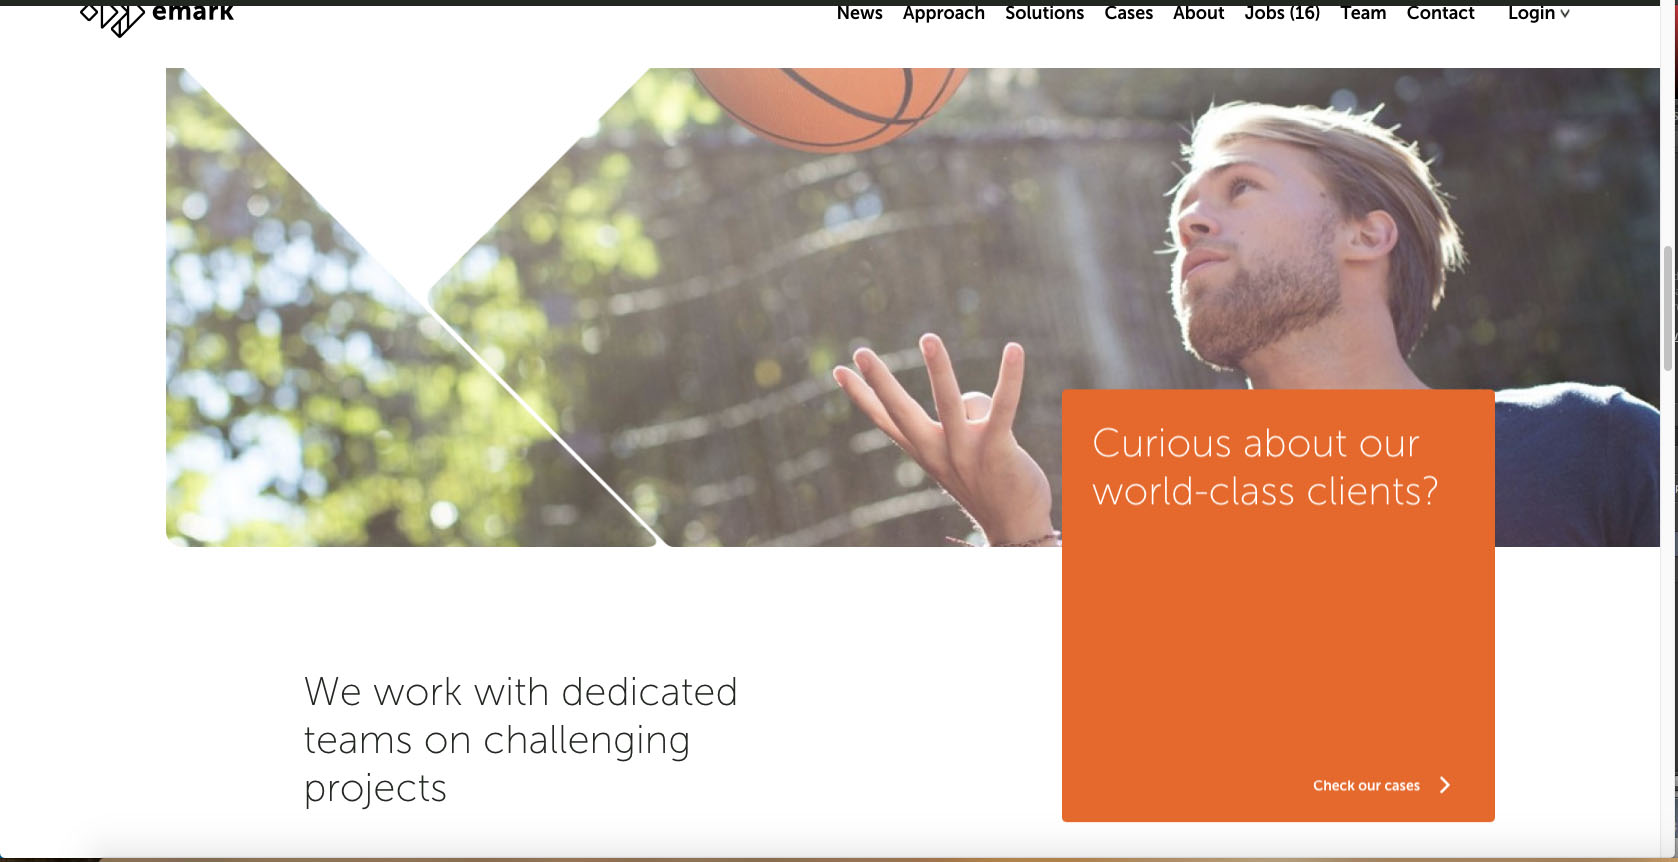 emark
News Approach Solutions Cases About Jobs (16) Team Contact Login
Curious about our
world-class clients?
Check our cases
We work with dedicated
teams on challenging
projects